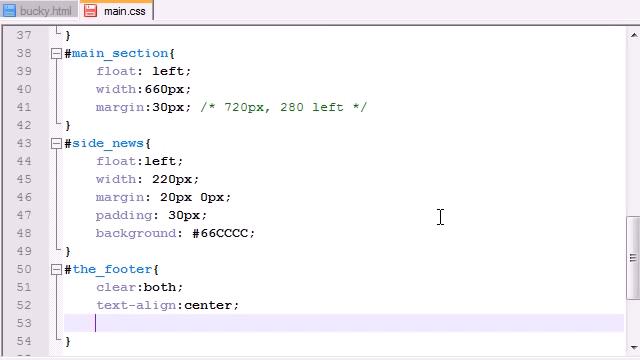 bucky.html main.css
37 }
38 #main_section{
39 float: left;
40 width:660px;
41 margin:30px; /* 720px, 280 left */
42 }
43 #side_news{
44 float:left;
45 width: 220px;
46 margin: 20px 0px;
47 padding: 30px;
48 background: #66CCCC;
49 }
50 #the_footer{
51 clear:both;
52 text-align:center;
53
54 }